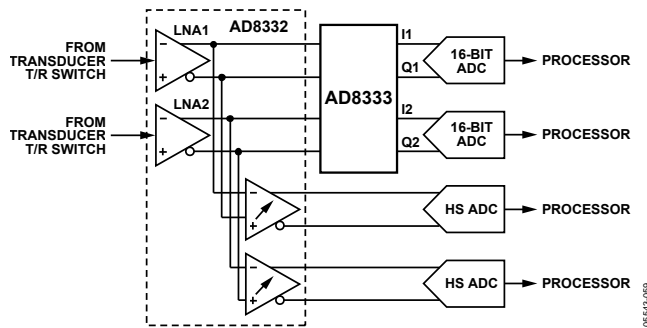 LNA1
AD8332
FROM
TRANSDUCER
T/R SWITCH
−
+
I1
Q1
16-BIT
ADC
PROCESSOR
AD8333
LNA2
FROM
TRANSDUCER
T/R SWITCH
−
+
I2
Q2
16-BIT
ADC
PROCESSOR
−
+
HS ADC
PROCESSOR
−
+
HS ADC
PROCESSOR
05543-059